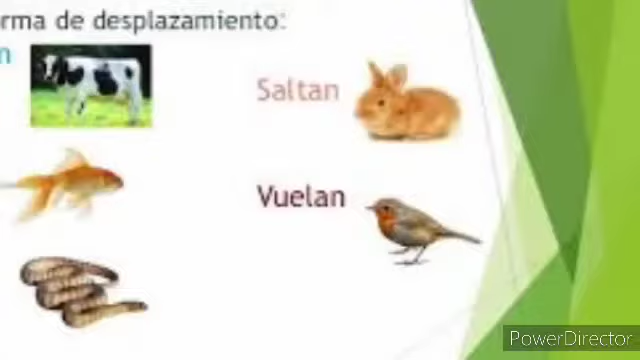 rma de desplazamiento:
n
Saltan
Vuelan
PowerDirector